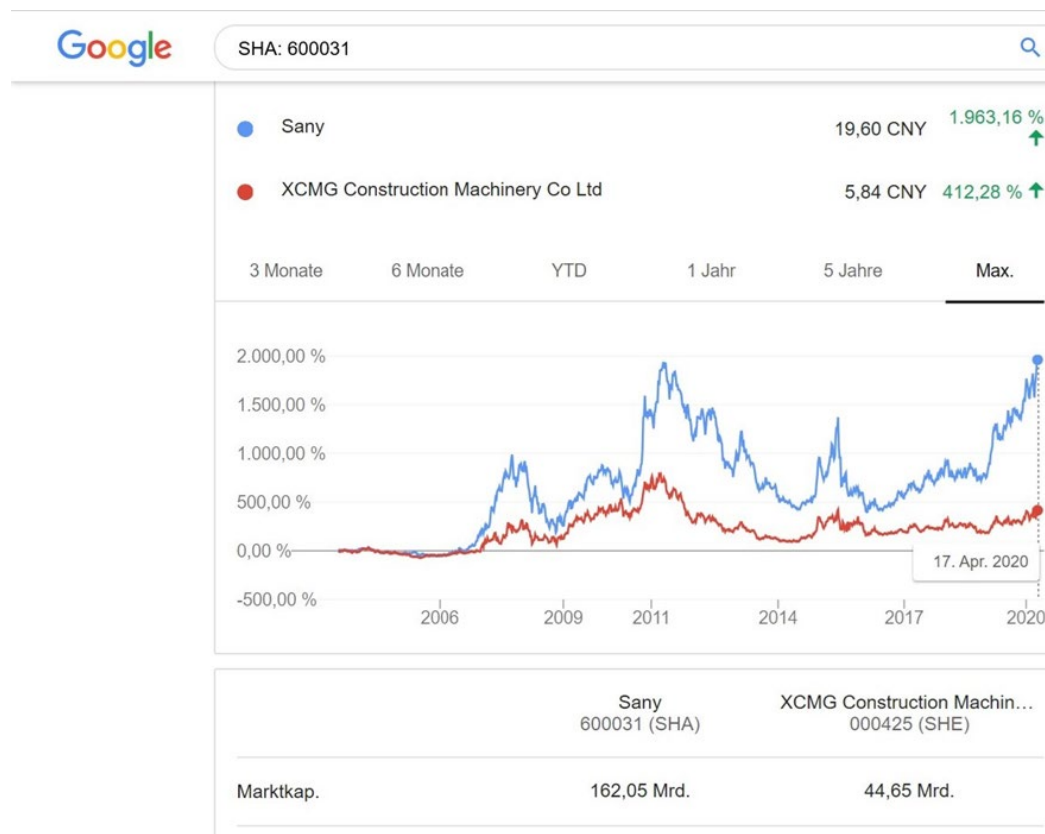 Google
SHA: 600031
Sany 19,60 CNY 1.963,16 %
XCMG Construction Machinery Co Ltd 5,84 CNY 412,28 %
3 Monate 6 Monate YTD 1 Jahr 5 Jahre Max.
2.000,00 %
1.500,00 %
1.000,00 %
500,00 %
0,00 %
17. Apr. 2020
-500,00 %
2006 2009 2011 2014 2017 2020
Sany XCMG Construction Machin...
600031 (SHA) 000425 (SHE)
Marktkap. 162,05 Mrd. 44,65 Mrd.